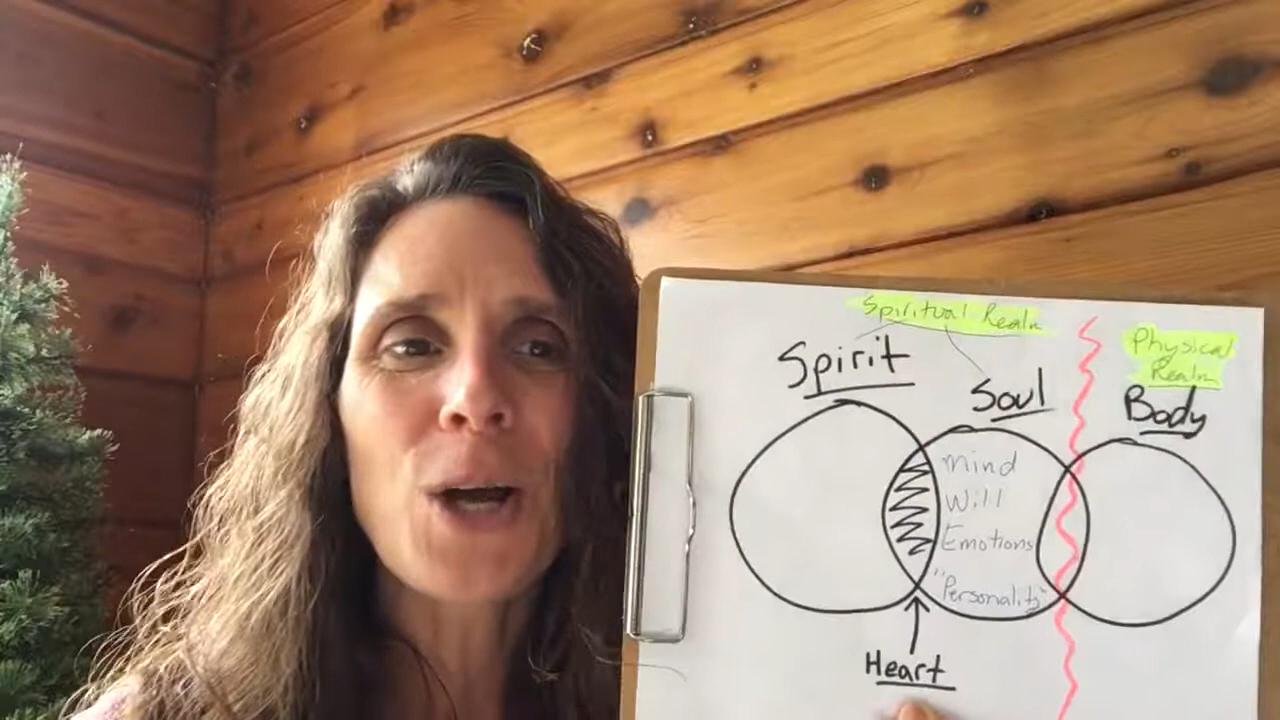 Spiritual Realm
Physical
Realm
Spirit
Soul
Body
Mind
Will
Emotions
"Personality"
Heart